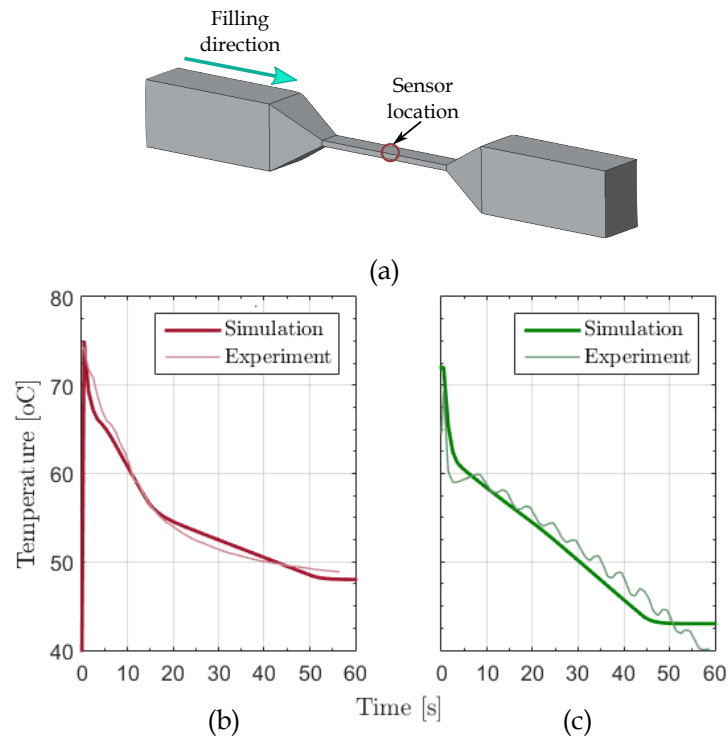 Filling
direction
Sensor
location
(a)
80
70
60
50
40
Temperature [oC]
Simulation
Experiment
0 10 20 30 40 50 60
Simulation
Experiment
0 10 20 30 40 50 60
Time [s]
(b)
(c)